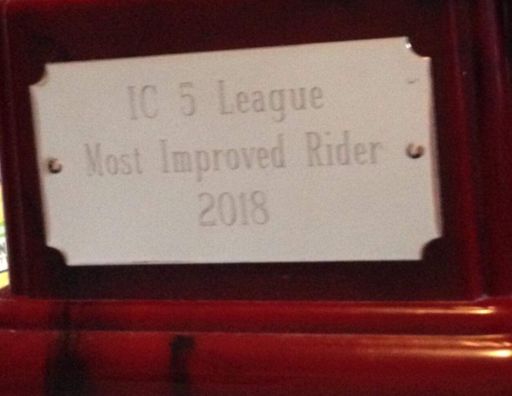 IC 5 League
Most Improved Rider
2018